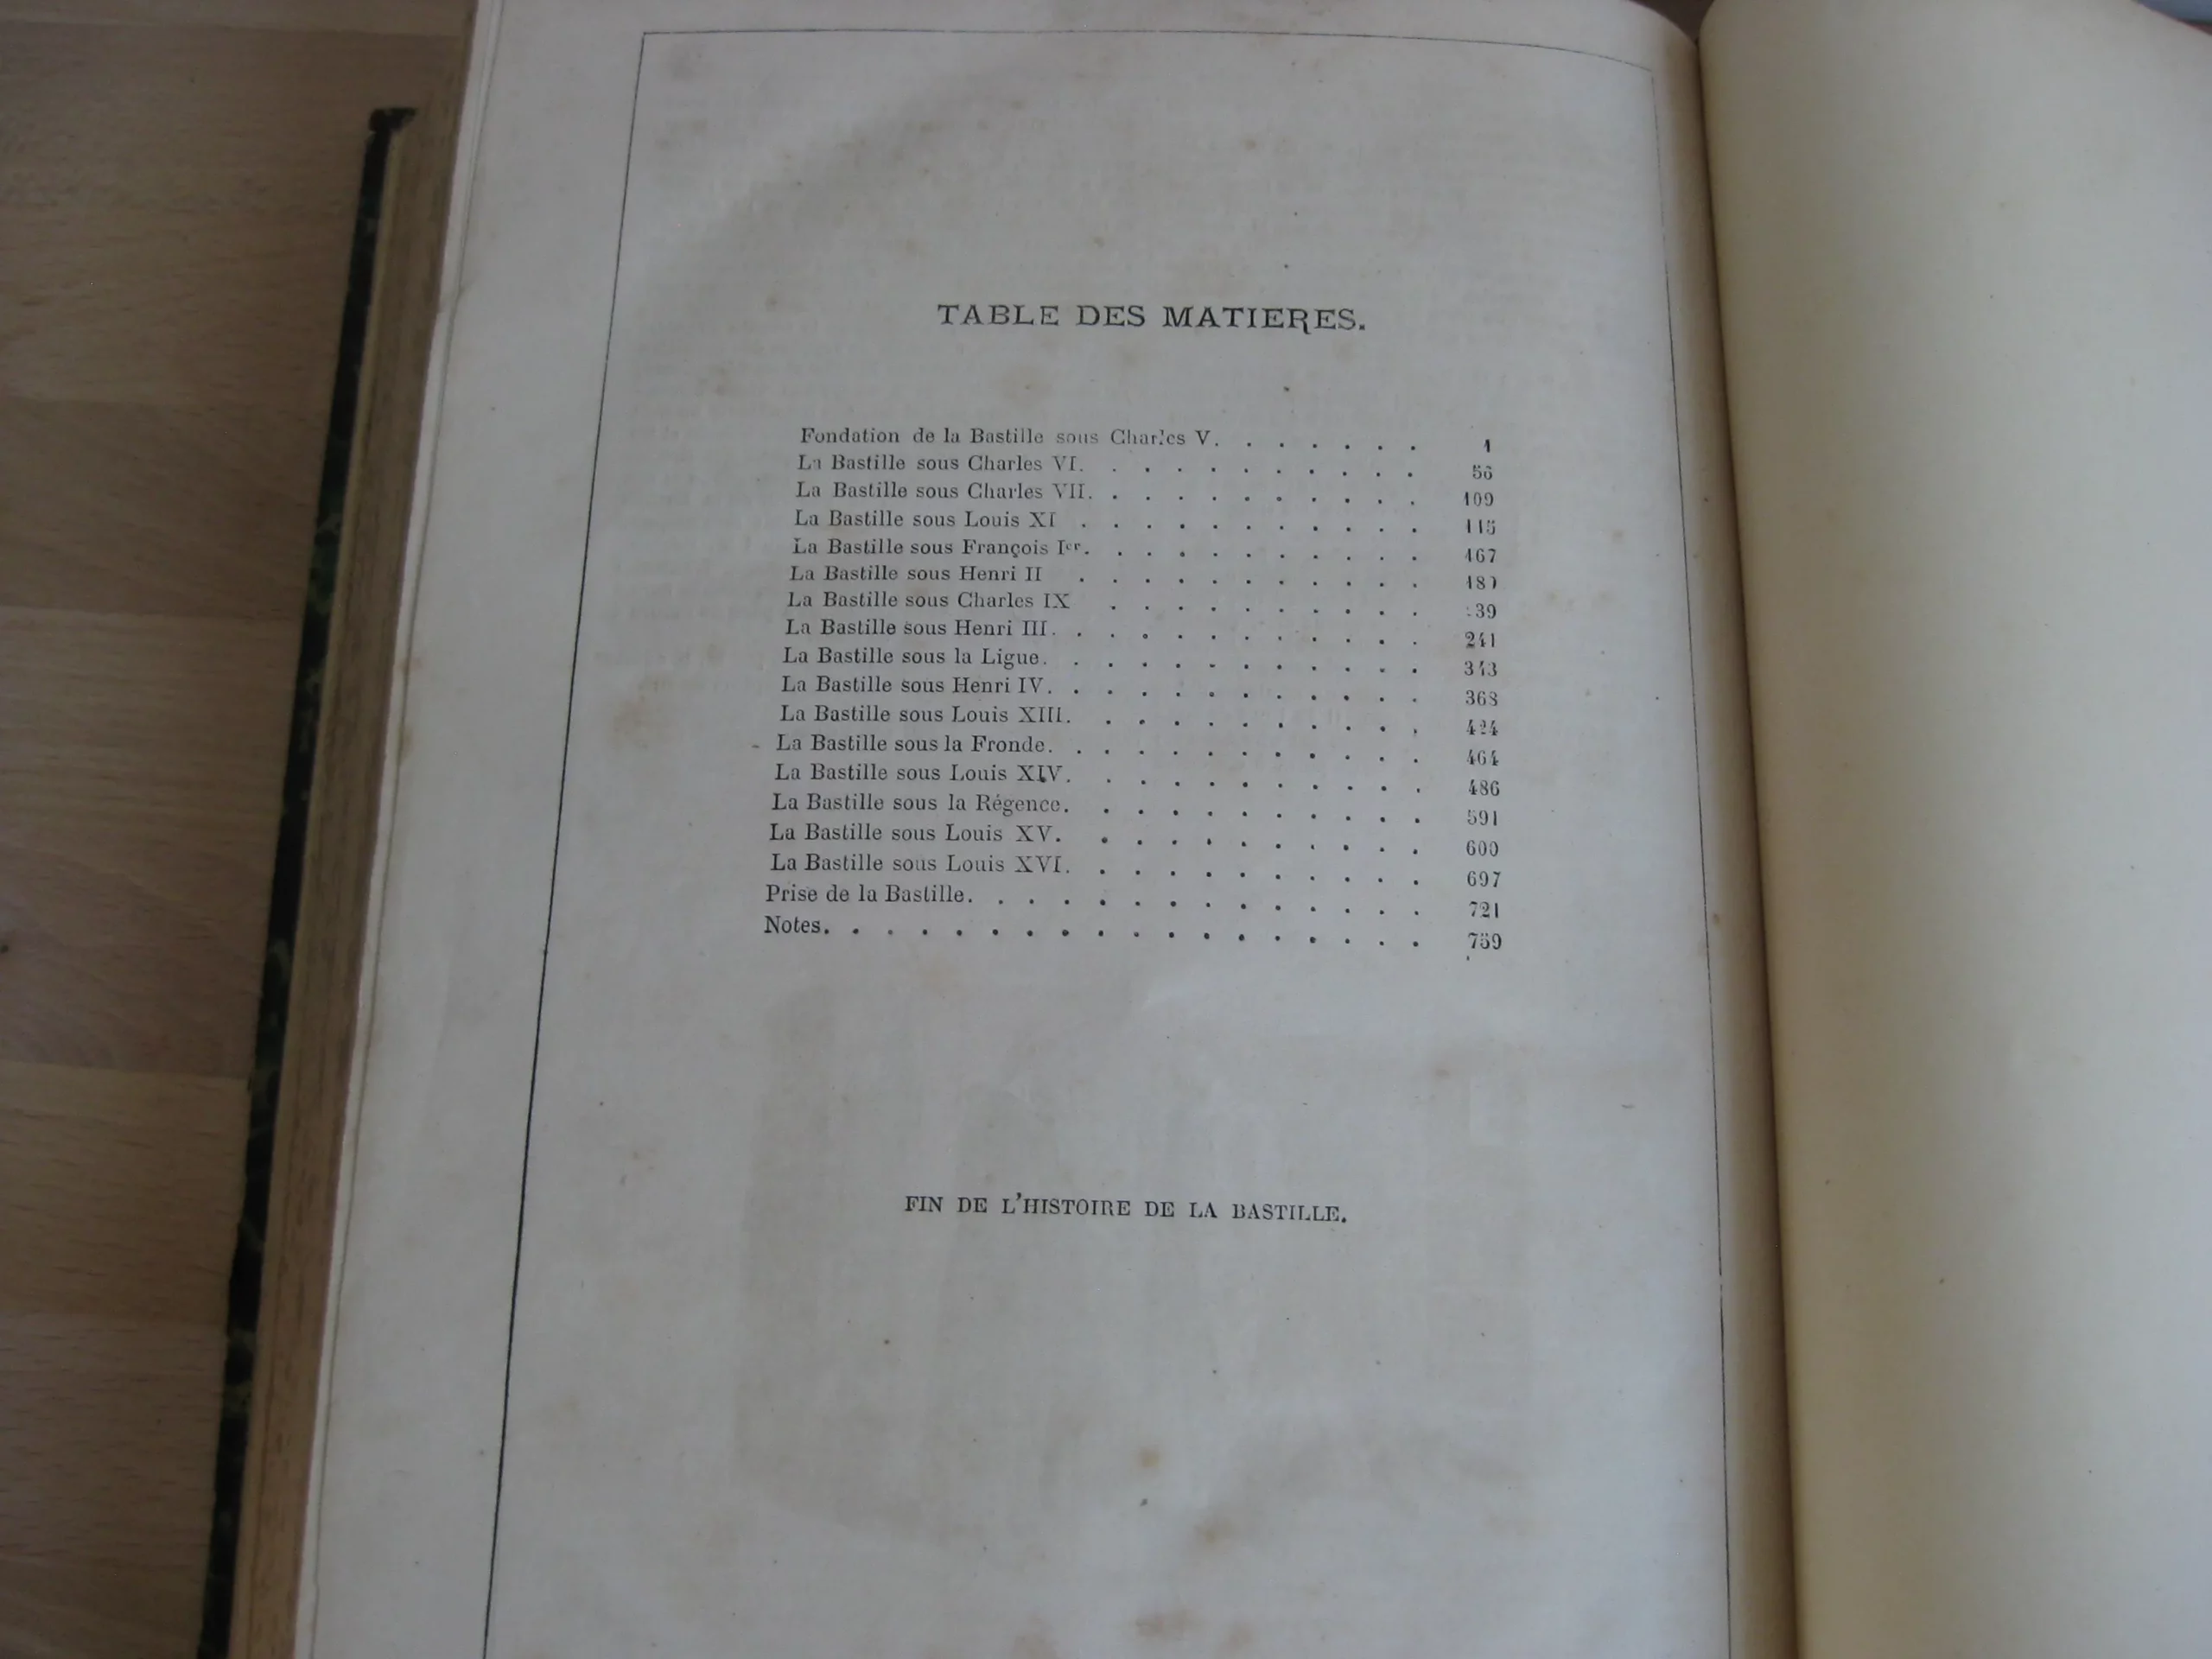 TABLE DES MATIERES.
Fondation de la Bastille sous Charles V. . . . . . . 1
La Bastille sous Charles VI. . . . . . . . . . . 56
La Bastille sous Charles VII. . . . . . . . . . . 109
La Bastille sous Louis XI . . . . . . . . . . . 115
La Bastille sous François Ier. . . . . . . . . . . 167
La Bastille sous Henri II . . . . . . . . . . .
La Bastille sous Charles IX . . . . . . . . . .
La Bastille sous Henri III. . . . . . . . . . . . 241
La Bastille sous la Ligue. . . . . . . . . . . . 343
La Bastille sous Henri IV. . . . . . . . . . . . 368
La Bastille sous Louis XIII. . . . . . . . . . . 424
La Bastille sous la Fronde. . . . . . . . . . . . 464
La Bastille sous Louis XIV. . . . . . . . . . . 486
La Bastille sous la Régence. . . . . . . . . . . 591
La Bastille sous Louis XV. . . . . . . . . . . 600
La Bastille sous Louis XVI. . . . . . . . . . . 697
Prise de la Bastille. . . . . . . . . . . . . . 721
Notes. . . . . . . . . . . . . . . . . . 759
FIN DE L'HISTOIRE DE LA BASTILLE.